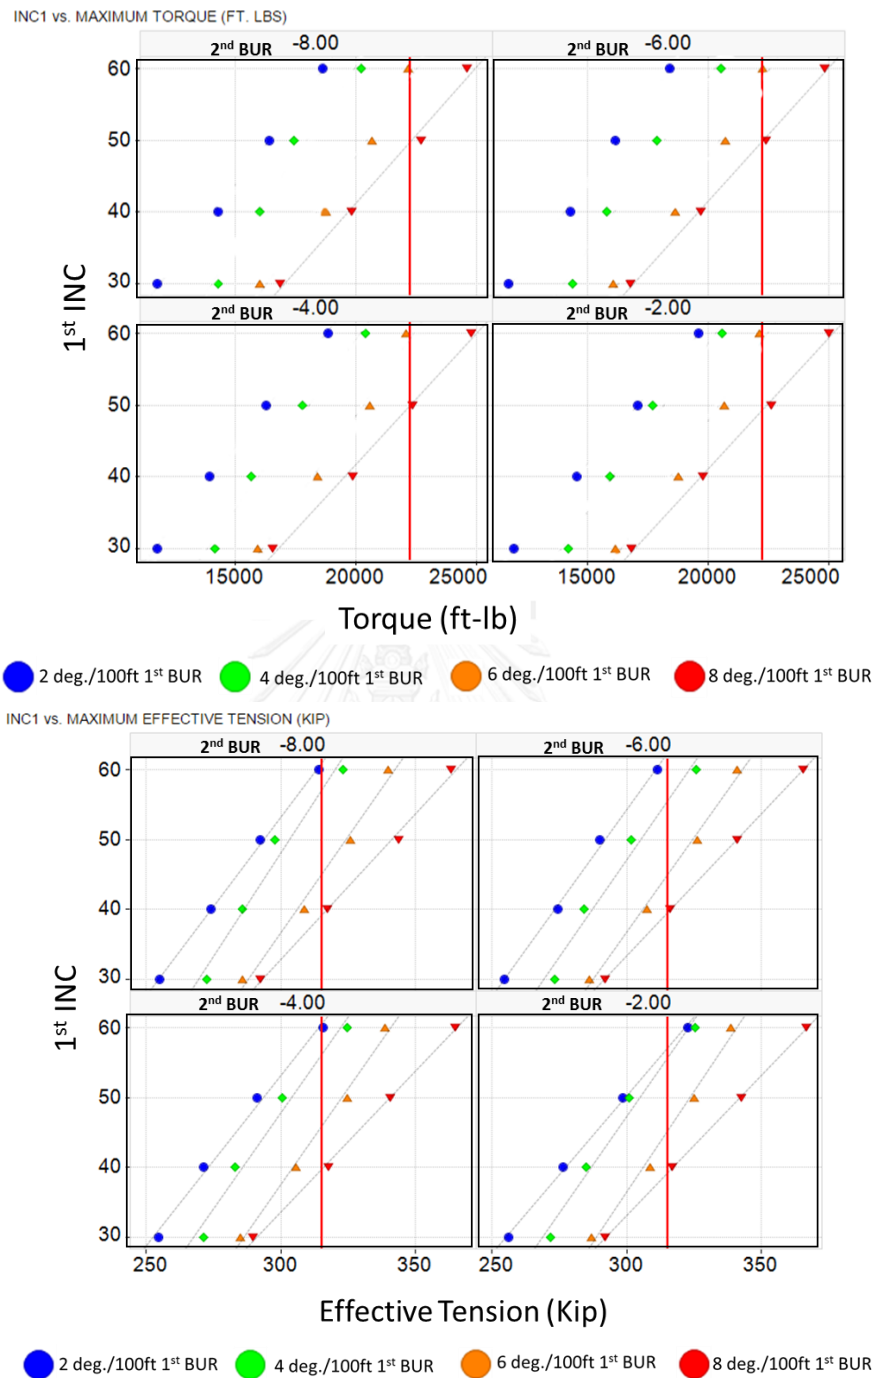 INC1 vs. MAXIMUM TORQUE (FT. LBS)
2nd BUR -8.00 2nd BUR -6.00
60
50
40
30
2nd BUR -4.00 2nd BUR -2.00
60
50
40
30
1st INC
15000 20000 25000 15000 20000 25000
Torque (ft-lb)
2 deg./100ft 1st BUR 4 deg./100ft 1st BUR 6 deg./100ft 1st BUR 8 deg./100ft 1st BUR
INC1 vs. MAXIMUM EFFECTIVE TENSION (KIP)
2nd BUR -8.00 2nd BUR -6.00
60
50
40
30
2nd BUR -4.00 2nd BUR -2.00
60
50
40
30
1st INC
250 300 350 250 300 350
Effective Tension (Kip)
2 deg./100ft 1st BUR 4 deg./100ft 1st BUR 6 deg./100ft 1st BUR 8 deg./100ft 1st BUR